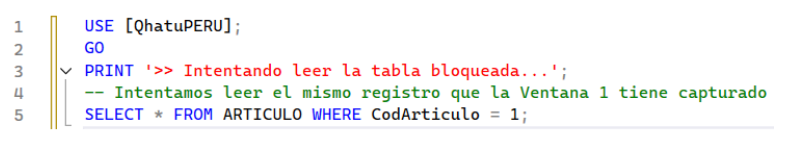 1 USE [QhatuPERU];
2 GO
3 PRINT '>> Intentando leer la tabla bloqueada...';
4 -- Intentamos leer el mismo registro que la Ventana 1 tiene capturado
5 SELECT * FROM ARTICULO WHERE CodArticulo = 1;